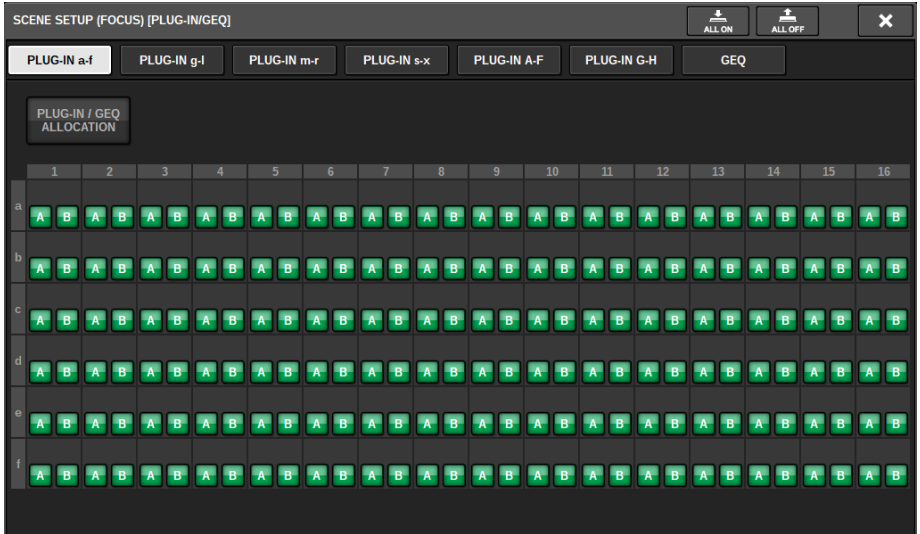 SCENE SETUP (FOCUS) [PLUG-IN/GEQ]
ALL ON
ALL OFF
PLUG-IN a-f
PLUG-IN g-l
PLUG-IN m-r
PLUG-IN s-x
PLUG-IN A-F
PLUG-IN G-H
GEQ
PLUG-IN / GEQ
ALLOCATION
1 2 3 4 5 6 7 8 9 10 11 12 13 14 15 16
a A B A B A B A B A B A B A B A B A B A B A B A B A B A B A B A B
b A B A B A B A B A B A B A B A B A B A B A B A B A B A B A B A B
c A B A B A B A B A B A B A B A B A B A B A B A B A B A B A B A B
d A B A B A B A B A B A B A B A B A B A B A B A B A B A B A B A B
e A B A B A B A B A B A B A B A B A B A B A B A B A B A B A B A B
f A B A B A B A B A B A B A B A B A B A B A B A B A B A B A B A B